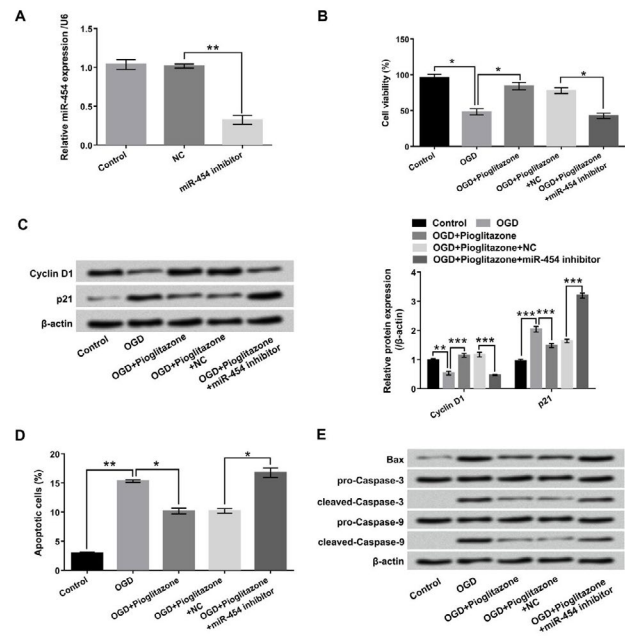 A
Relative miR-454 expression /U6
1.5
1.0
0.5
0.0
**
Control
NC
miR-454 inhibitor
B
Cell viability (%)
150
100
50
0
*
*
*
Control
OGD
OGD+Pioglitazone
OGD+Pioglitazone
+NC
OGD+Pioglitazone
+miR-454 inhibitor
C
Cyclin D1
p21
β-actin
Control
OGD
OGD+Pioglitazone
OGD+Pioglitazone
+NC
OGD+Pioglitazone
+miR-454 inhibitor
Control
OGD
OGD+Pioglitazone
OGD+Pioglitazone+NC
OGD+Pioglitazone+miR-454 inhibitor
Relative protein expression
(/β-actin)
4
3
2
1
0
**
***
***
***
***
***
Cyclin D1
p21
D
Apoptotic cells (%)
20
15
10
5
0
**
*
*
Control
OGD
OGD+Pioglitazone
OGD+Pioglitazone
+NC
OGD+Pioglitazone
+miR-454 inhibitor
E
Bax
pro-Caspase-3
cleaved-Caspase-3
pro-Caspase-9
cleaved-Caspase-9
β-actin
Control
OGD
OGD+Pioglitazone
OGD+Pioglitazone
+NC
OGD+Pioglitazone
+miR-454 inhibitor